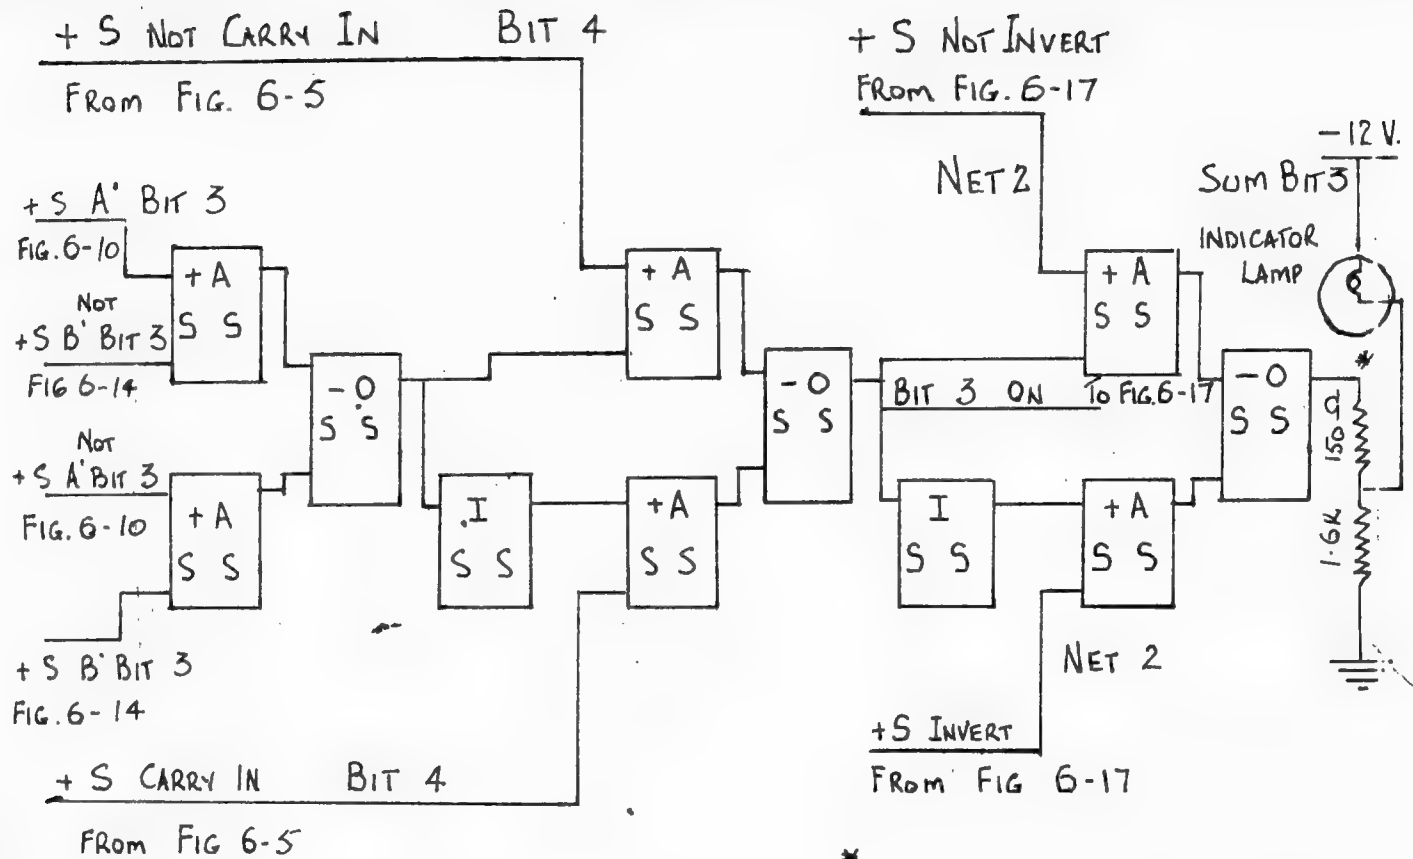 + S NOT CARRY IN BIT 4
FROM FIG. 6-5
+ S NOT INVERT
FROM FIG. 6-17
NET 2
-12 V.
SUM BIT 3
INDICATOR
LAMP
+ S A' BIT 3
FIG. 6-10
NOT
+S B' BIT 3
FIG 6-14
NOT
+S A' BIT 3
FIG. 6-10
+ S B' BIT 3
FIG. 6-14
+A
S S
+A
S S
-O
S S
.I
S S
+ A
S S
+A
S S
-O
S S
BIT 3 ON TO FIG. 6-17
I
S S
+ A
S S
+A
S S
-O
S S
*
150 Ω
1.6K
NET 2
+S INVERT
FROM FIG 6-17
+ S CARRY IN BIT 4
FROM FIG 6-5
*